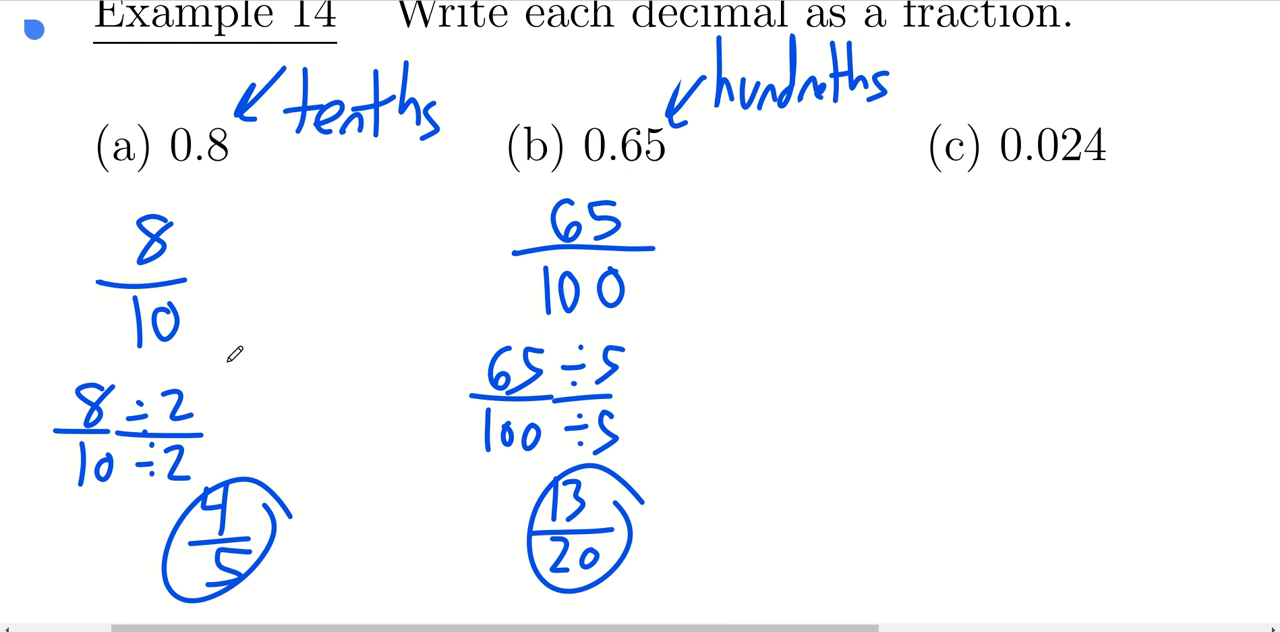 Example 14 Write each decimal as a fraction.
tenths hundreths
(a) 0.8 (b) 0.65 (c) 0.024
8
10
65
100
8 ÷ 2
10 ÷ 2
65 ÷ 5
100 ÷ 5
4
5
13
20